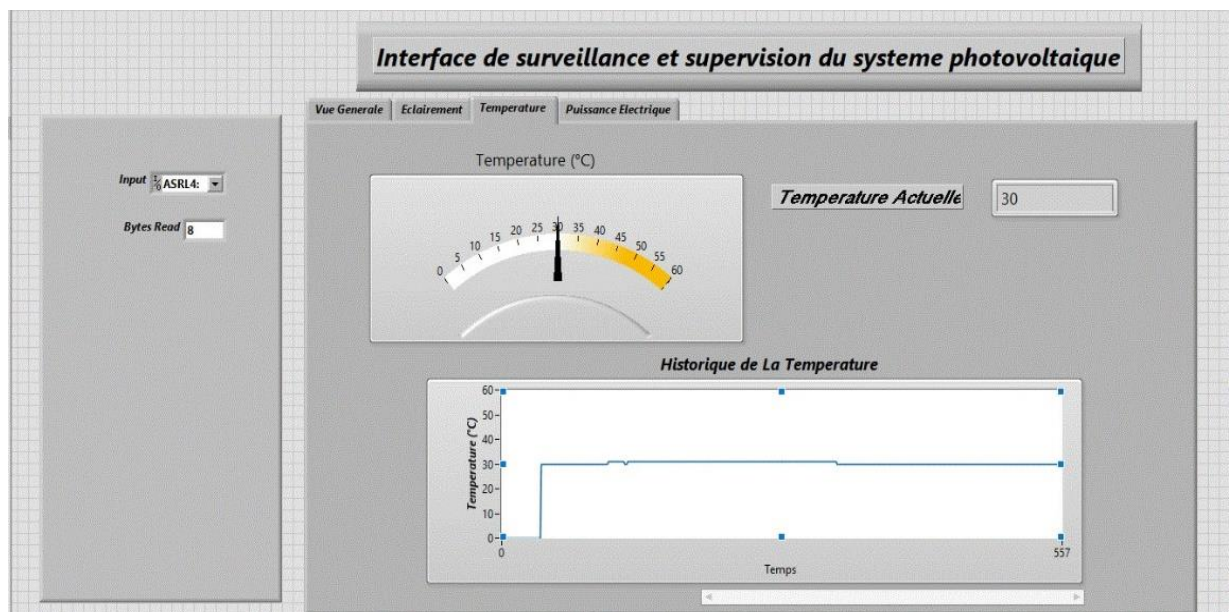 Interface de surveillance et supervision du systeme photovoltaique
Vue Generale Eclairement Temperature Puissance Electrique
Input ASRL4:
Bytes Read 8
Temperature (°C)
0 5 10 15 20 25 30 35 40 45 50 55 60
Temperature Actuelle 30
Historique de La Temperature
Temperature (°C)
60
50
40
30
20
10
0
0 557
Temps